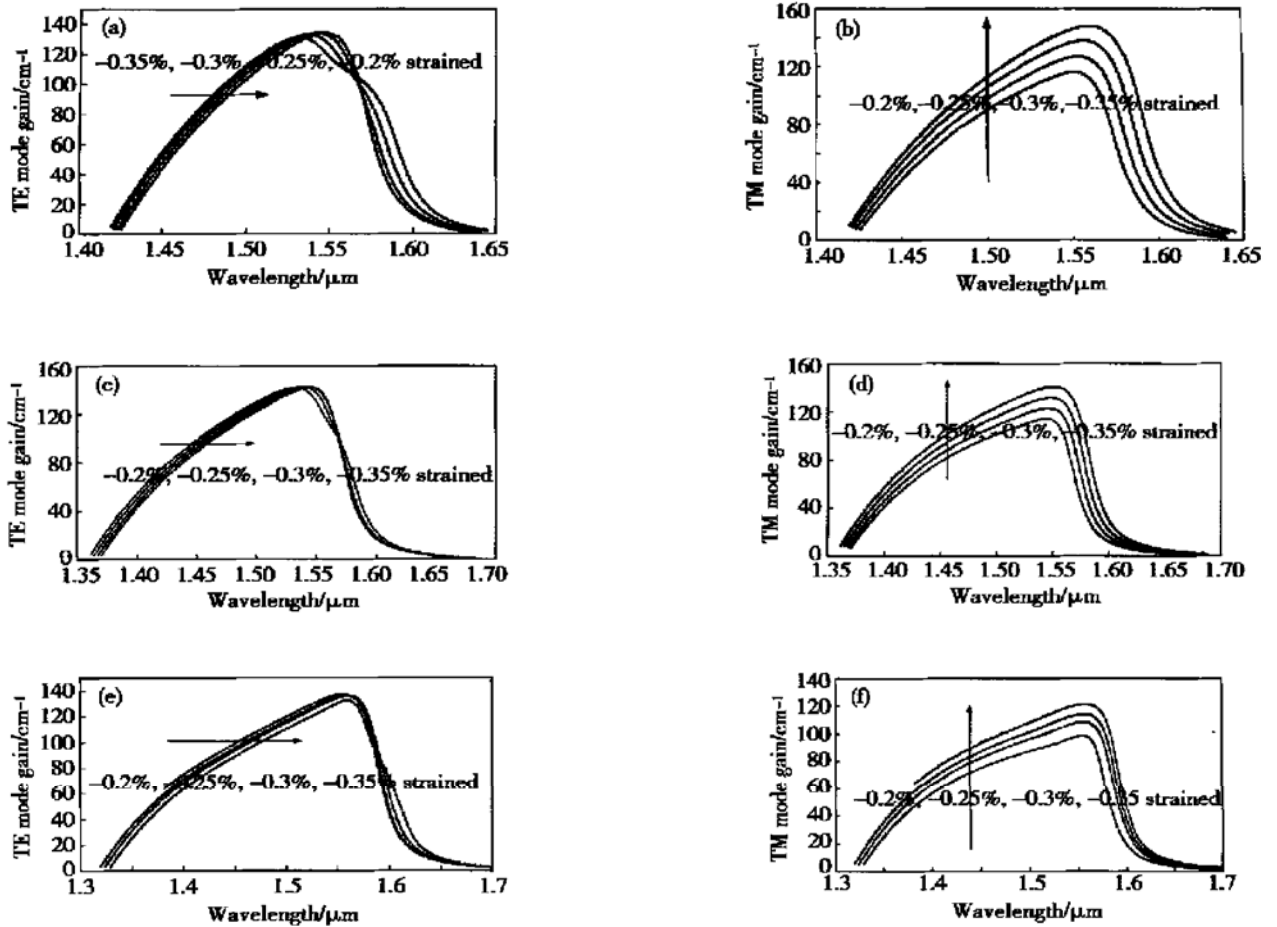 (a)
TE mode gain/cm⁻¹
140
120
100
80
60
40
20
0
–0.35%, –0.3%, –0.25%, –0.2% strained
1.40 1.45 1.50 1.55 1.60 1.65
Wavelength/μm
(b)
TM mode gain/cm⁻¹
160
120
80
40
0
–0.2%, –0.25%, –0.3%, –0.35% strained
1.40 1.45 1.50 1.55 1.60 1.65
Wavelength/μm
(c)
TE mode gain/cm⁻¹
160
120
80
40
0
–0.2%, –0.25%, –0.3%, –0.35% strained
1.35 1.40 1.45 1.50 1.55 1.60 1.65 1.70
Wavelength/μm
(d)
TM mode gain/cm⁻¹
160
120
80
40
0
–0.2%, –0.25%, –0.3%, –0.35% strained
1.35 1.40 1.45 1.50 1.55 1.60 1.65 1.70
Wavelength/μm
(e)
TE mode gain/cm⁻¹
140
120
100
80
60
40
20
0
–0.2%, –0.25%, –0.3%, –0.35% strained
1.3 1.4 1.5 1.6 1.7
Wavelength/μm
(f)
TM mode gain/cm⁻¹
140
120
100
80
60
40
20
0
–0.2%, –0.25%, –0.3%, –0.35 strained
1.3 1.4 1.5 1.6 1.7
Wavelength/μm